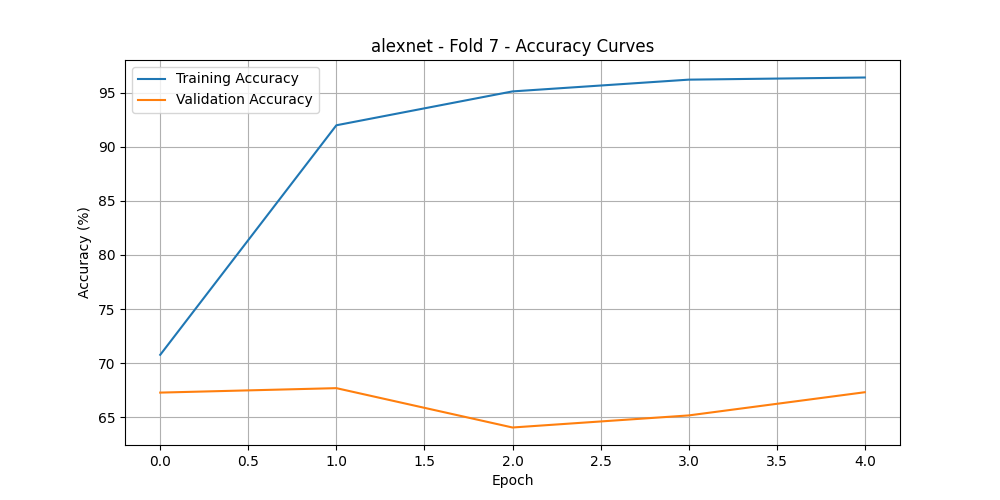 alexnet - Fold 7 - Accuracy Curves
Training Accuracy
Validation Accuracy
Accuracy (%)
95
90
85
80
75
70
65
0.0 0.5 1.0 1.5 2.0 2.5 3.0 3.5 4.0
Epoch